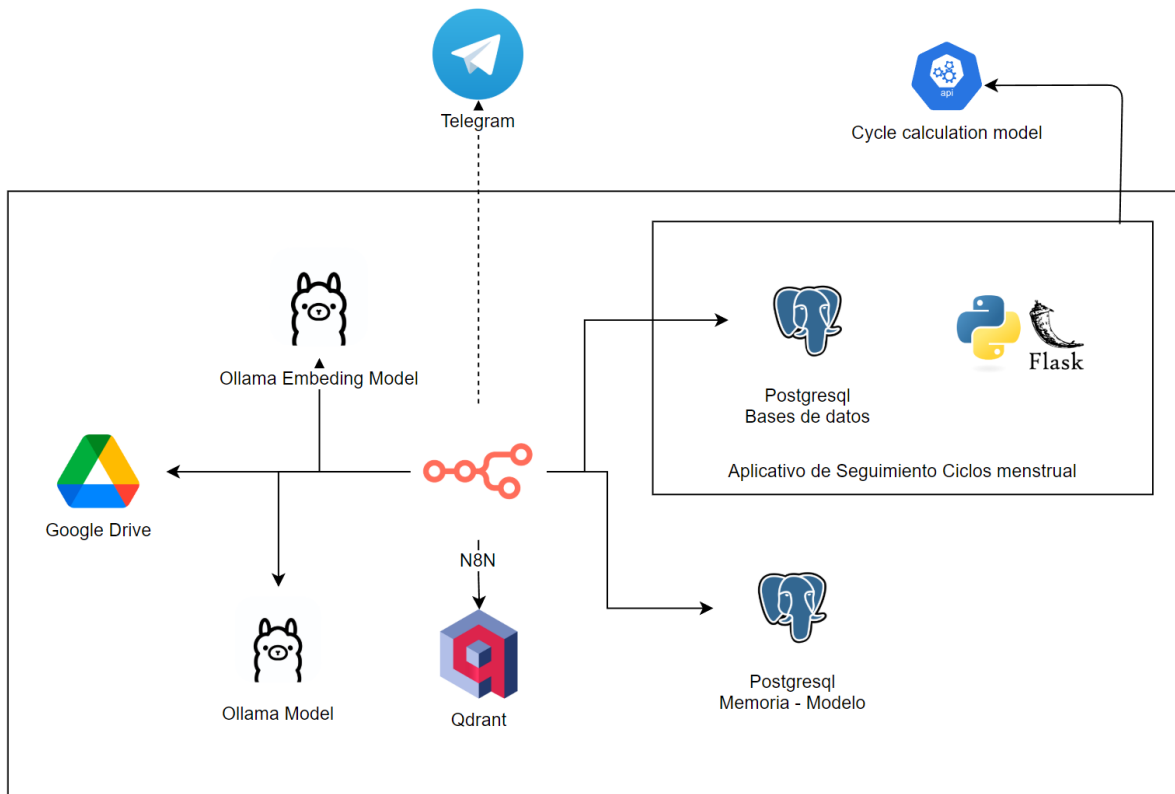 Telegram
api
Cycle calculation model
Ollama Embeding Model
Postgresql
Bases de datos
Flask
Aplicativo de Seguimiento Ciclos menstrual
Google Drive
N8N
Ollama Model
Qdrant
Postgresql
Memoria - Modelo